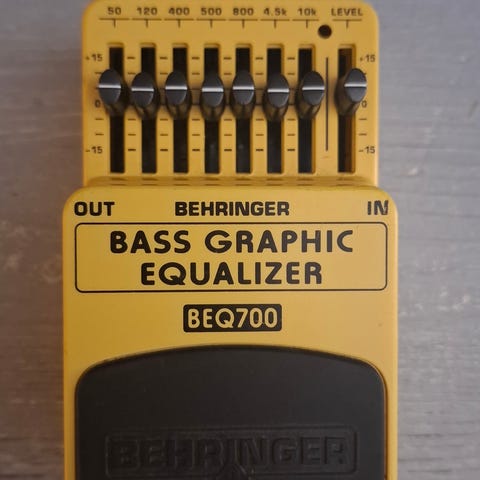 50 120 400 500 800 4.5k 10k LEVEL
+15 +15
0 0
-15 -15
OUT BEHRINGER IN
BASS GRAPHIC
EQUALIZER
BEQ700
BEHRINGER